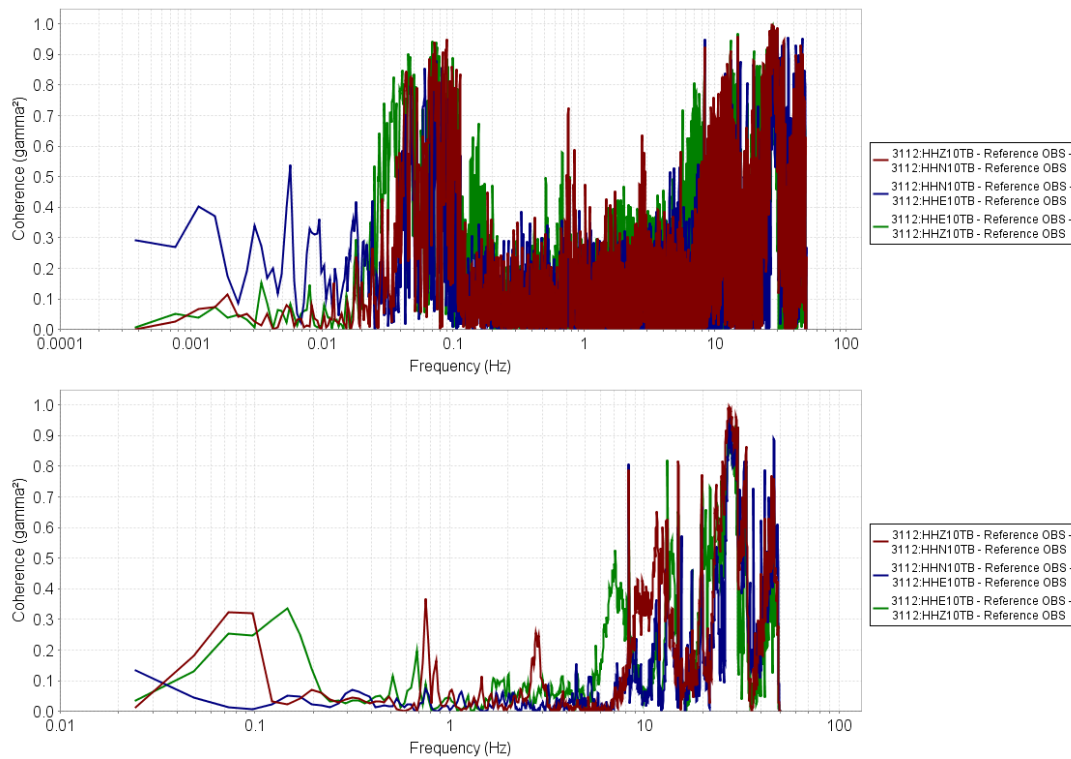 1.0
0.9
0.8
0.7
0.6
0.5
0.4
0.3
0.2
0.1
0.0
Coherence (gamma²)
0.0001 0.001 0.01 0.1 1 10 100
Frequency (Hz)
3112:HHZ10TB - Reference OBS -
3112:HHN10TB - Reference OBS
3112:HHN10TB - Reference OBS -
3112:HHE10TB - Reference OBS
3112:HHE10TB - Reference OBS -
3112:HHZ10TB - Reference OBS
1.0
0.9
0.8
0.7
0.6
0.5
0.4
0.3
0.2
0.1
0.0
Coherence (gamma²)
0.01 0.1 1 10 100
Frequency (Hz)
3112:HHZ10TB - Reference OBS -
3112:HHN10TB - Reference OBS
3112:HHN10TB - Reference OBS -
3112:HHE10TB - Reference OBS
3112:HHE10TB - Reference OBS -
3112:HHZ10TB - Reference OBS